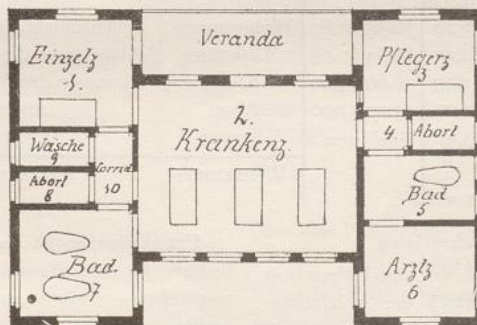 Veranda
Einzelz
1.
Pflegerz
3
2.
Krankenz.
Wäsche
9
Corrid
10
4.
Abort
Abort
8
Bad
5
Bad.
7
Arztz
6